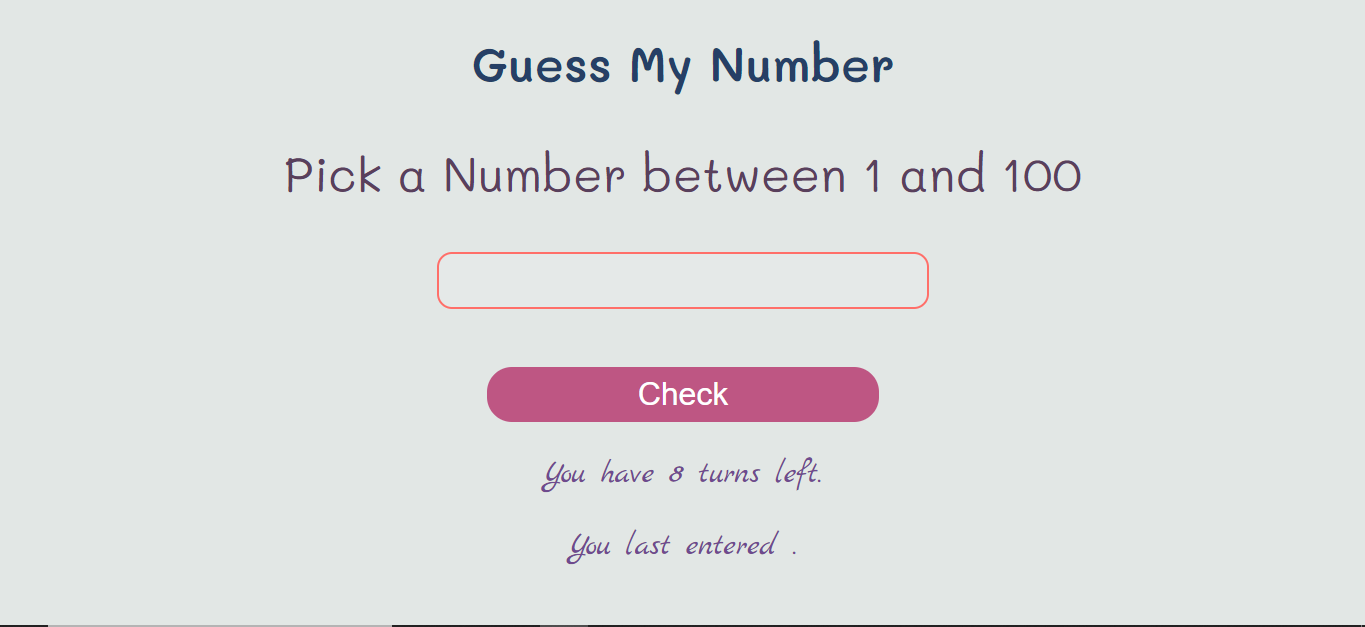 Guess My Number
Pick a Number between 1 and 100
Check
You have 8 turns left.
You last entered .